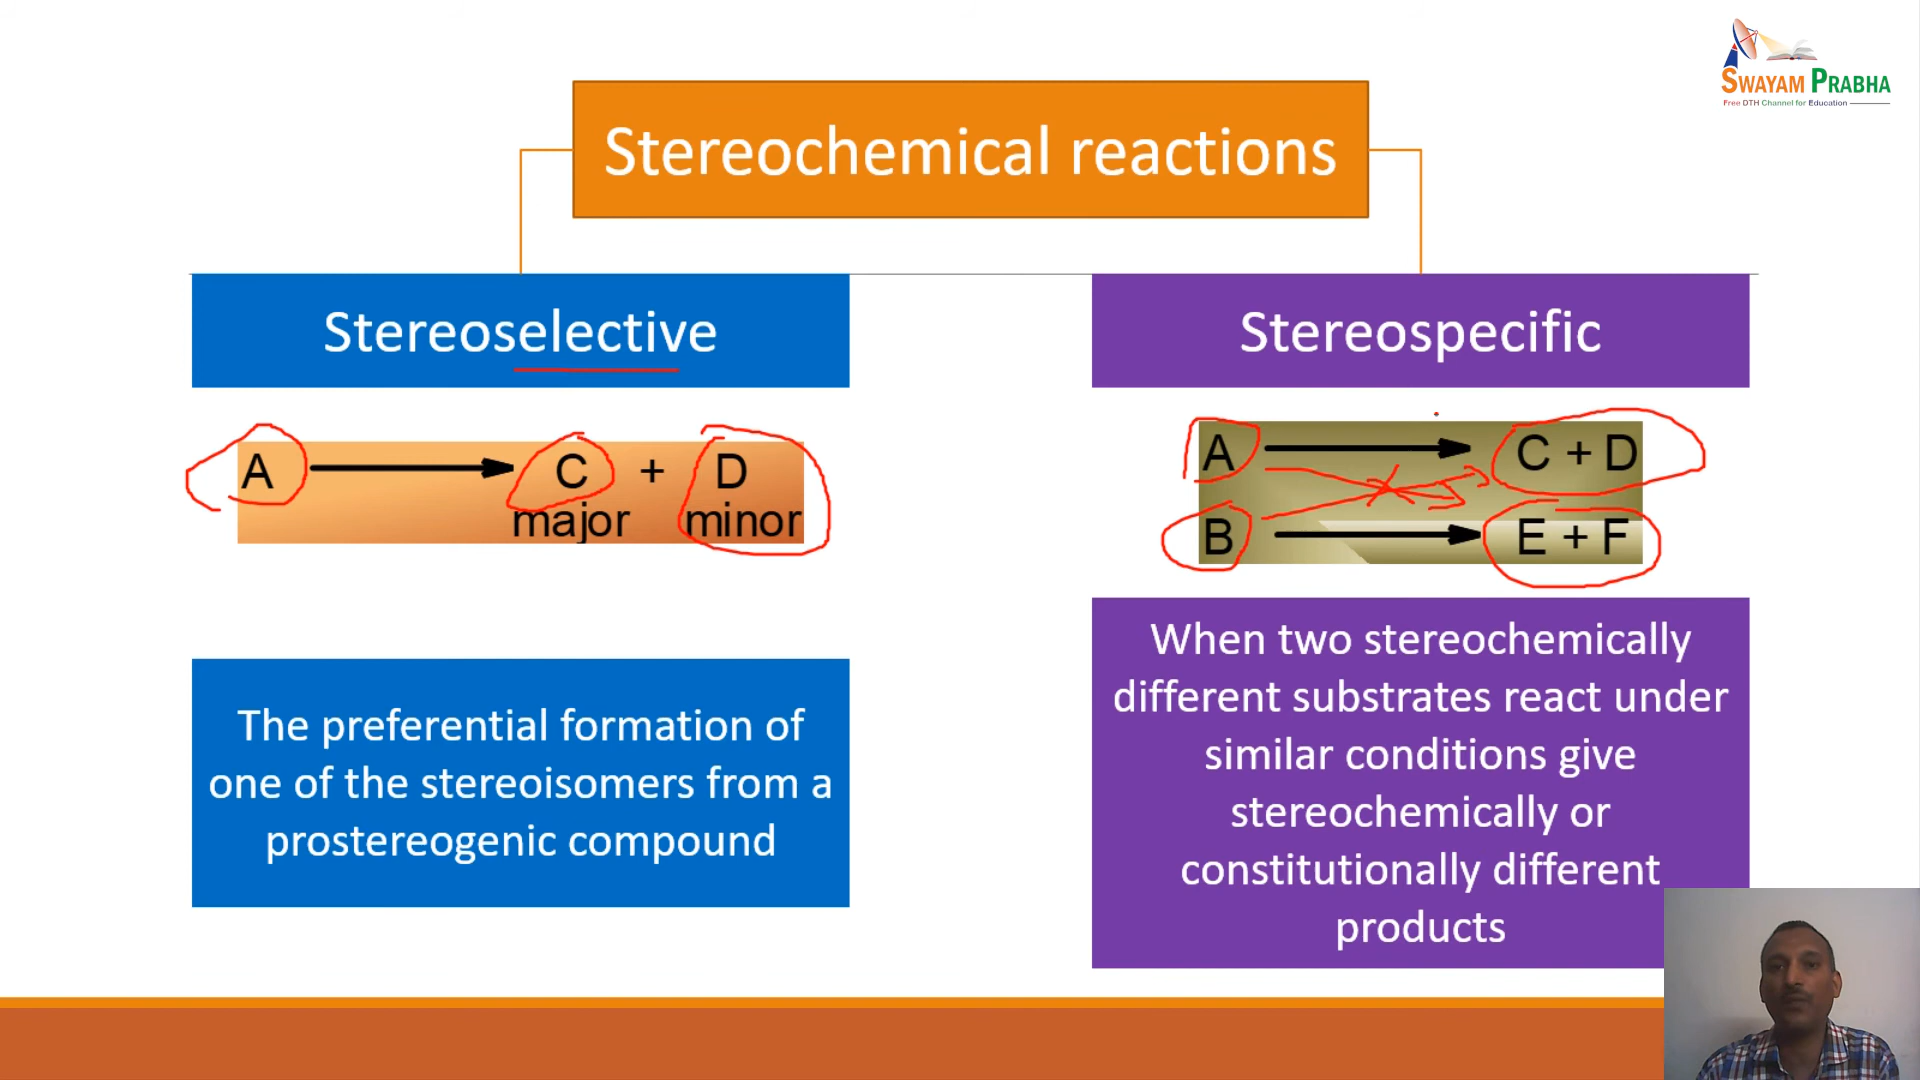 SWAYAM PRABHA
Free DTH Channel for Education
Stereochemical reactions
Stereoselective
A C + D
major minor
The preferential formation of
one of the stereoisomers from a
prostereogenic compound
Stereospecific
A C + D
B E + F
When two stereochemically
different substrates react under
similar conditions give
stereochemically or
constitutionally different
products